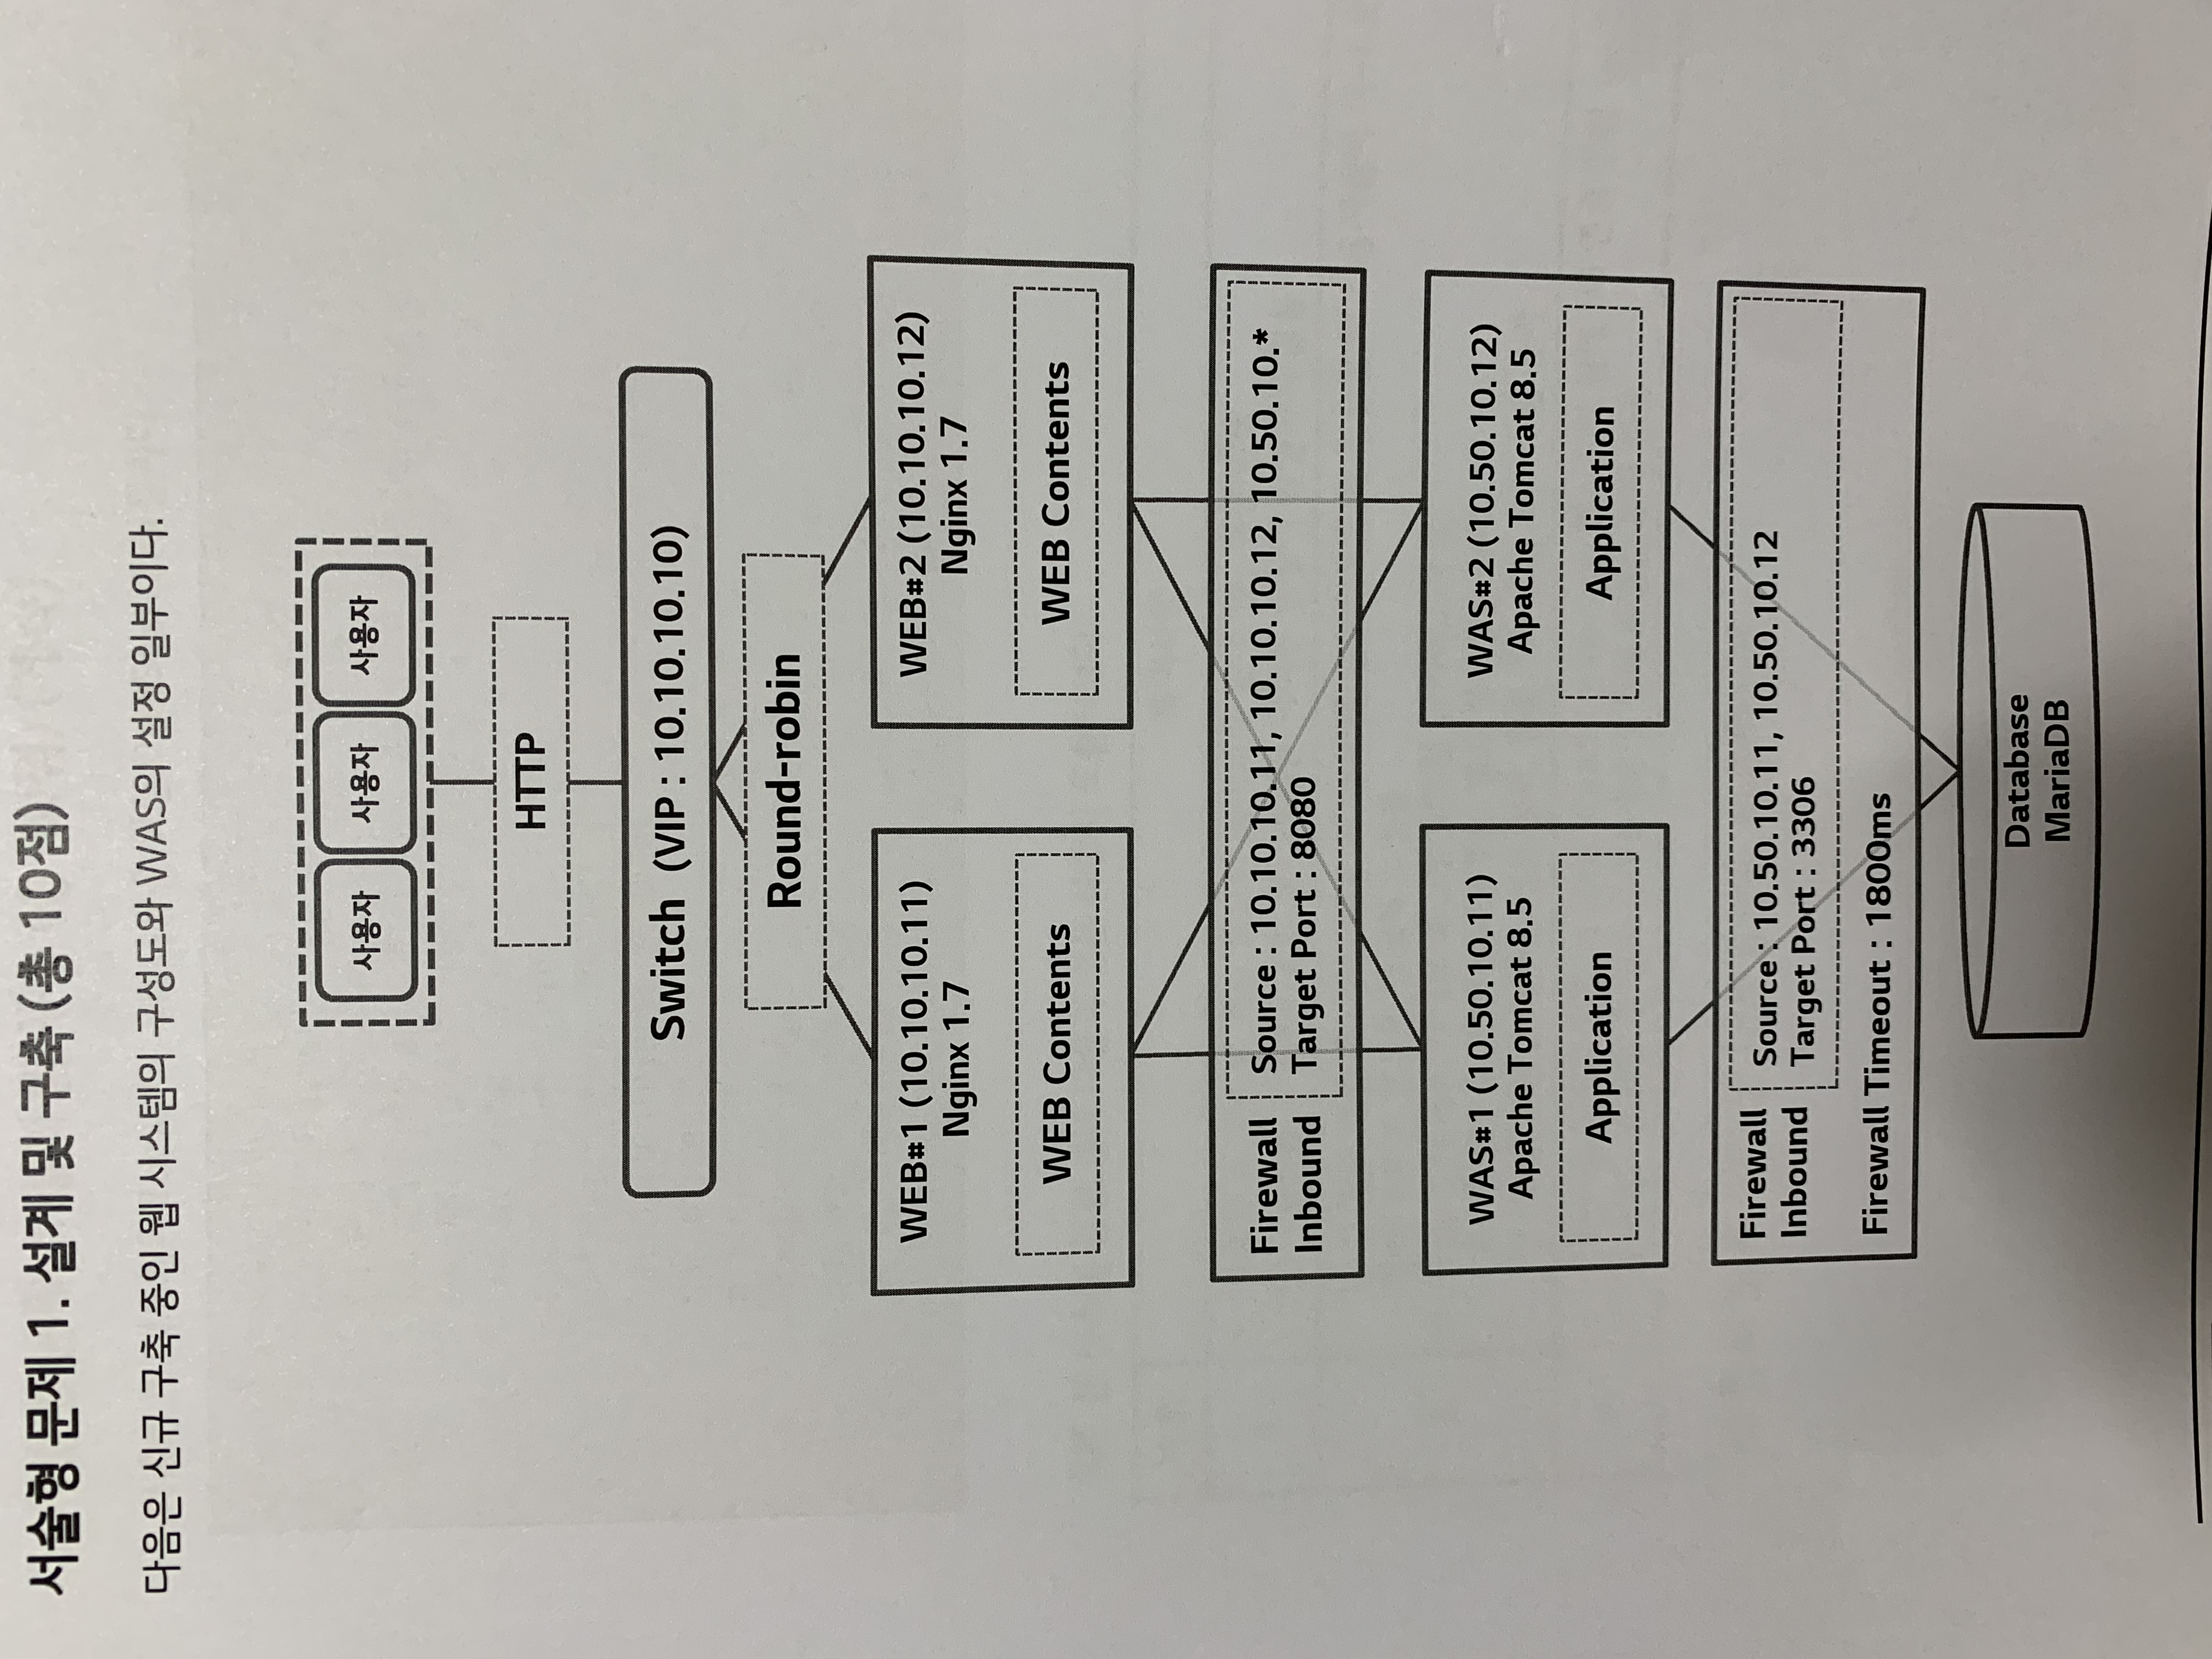 서술형 문제 1. 설계 및 구축 (총 10점)
다음은 신규 구축 중인 웹 시스템의 구성도와 WAS의 설정 일부이다.
사용자 사용자 사용자
HTTP
Switch (VIP : 10.10.10.10)
Round-robin
WEB#1 (10.10.10.11)
Nginx 1.7
WEB Contents
WEB#2 (10.10.10.12)
Nginx 1.7
WEB Contents
Firewall
Inbound
Source : 10.10.10.11, 10.10.10.12, 10.50.10.*
Target Port : 8080
WAS#1 (10.50.10.11)
Apache Tomcat 8.5
Application
WAS#2 (10.50.10.12)
Apache Tomcat 8.5
Application
Firewall
Inbound
Source : 10.50.10.11, 10.50.10.12
Target Port : 3306
Firewall Timeout : 1800ms
Database
MariaDB